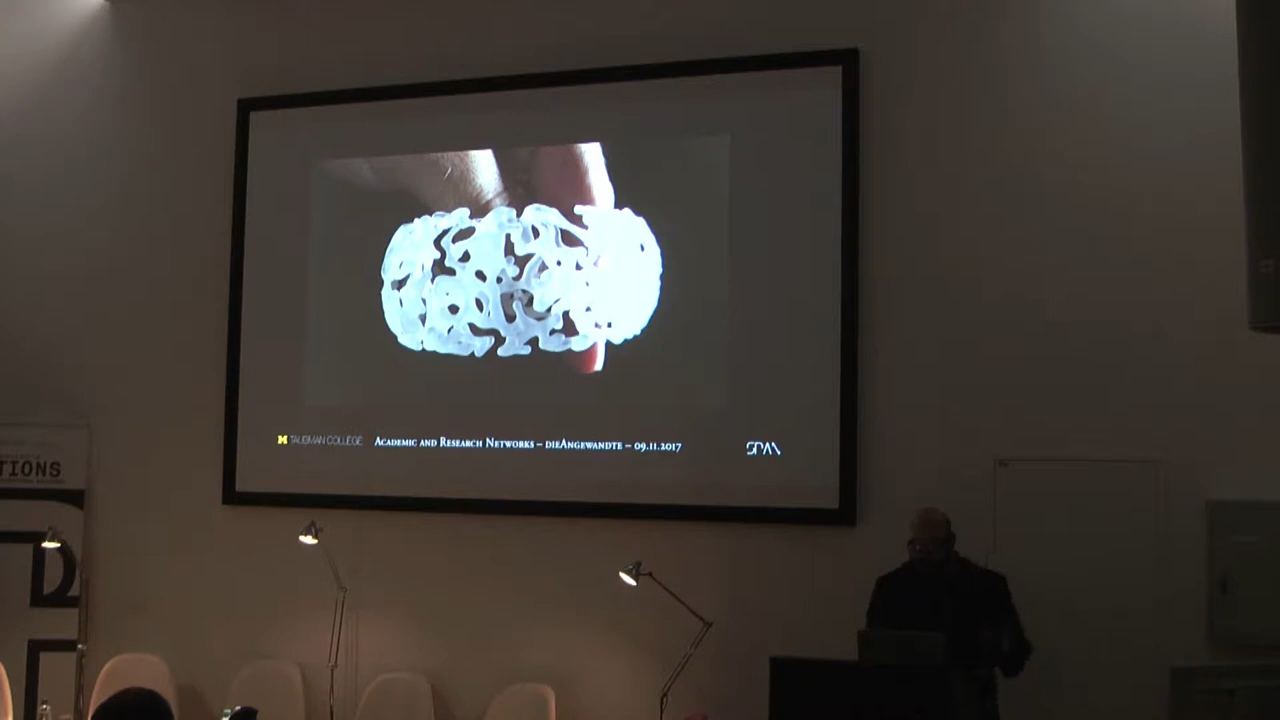 TAUBMAN COLLEGE ACADEMIC AND RESEARCH NETWORKS – DIEANGEWANDTE – 09.11.2017
SPAN
TIONS